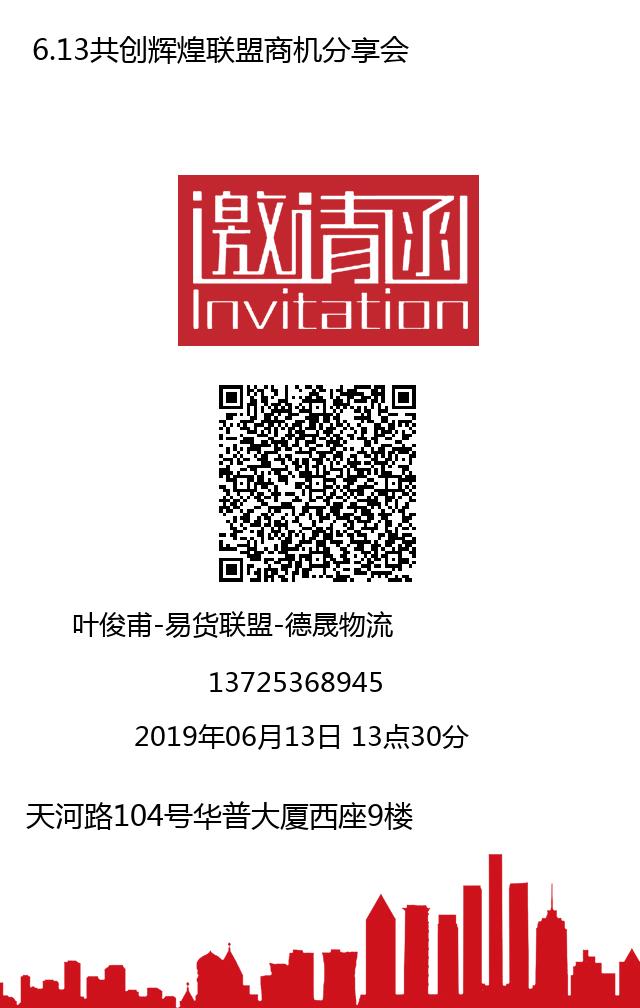 6.13共创辉煌联盟商机分享会
邀请函
Invitation
叶俊甫-易货联盟-德晟物流
13725368945
2019年06月13日 13点30分
天河路104号华普大厦西座9楼